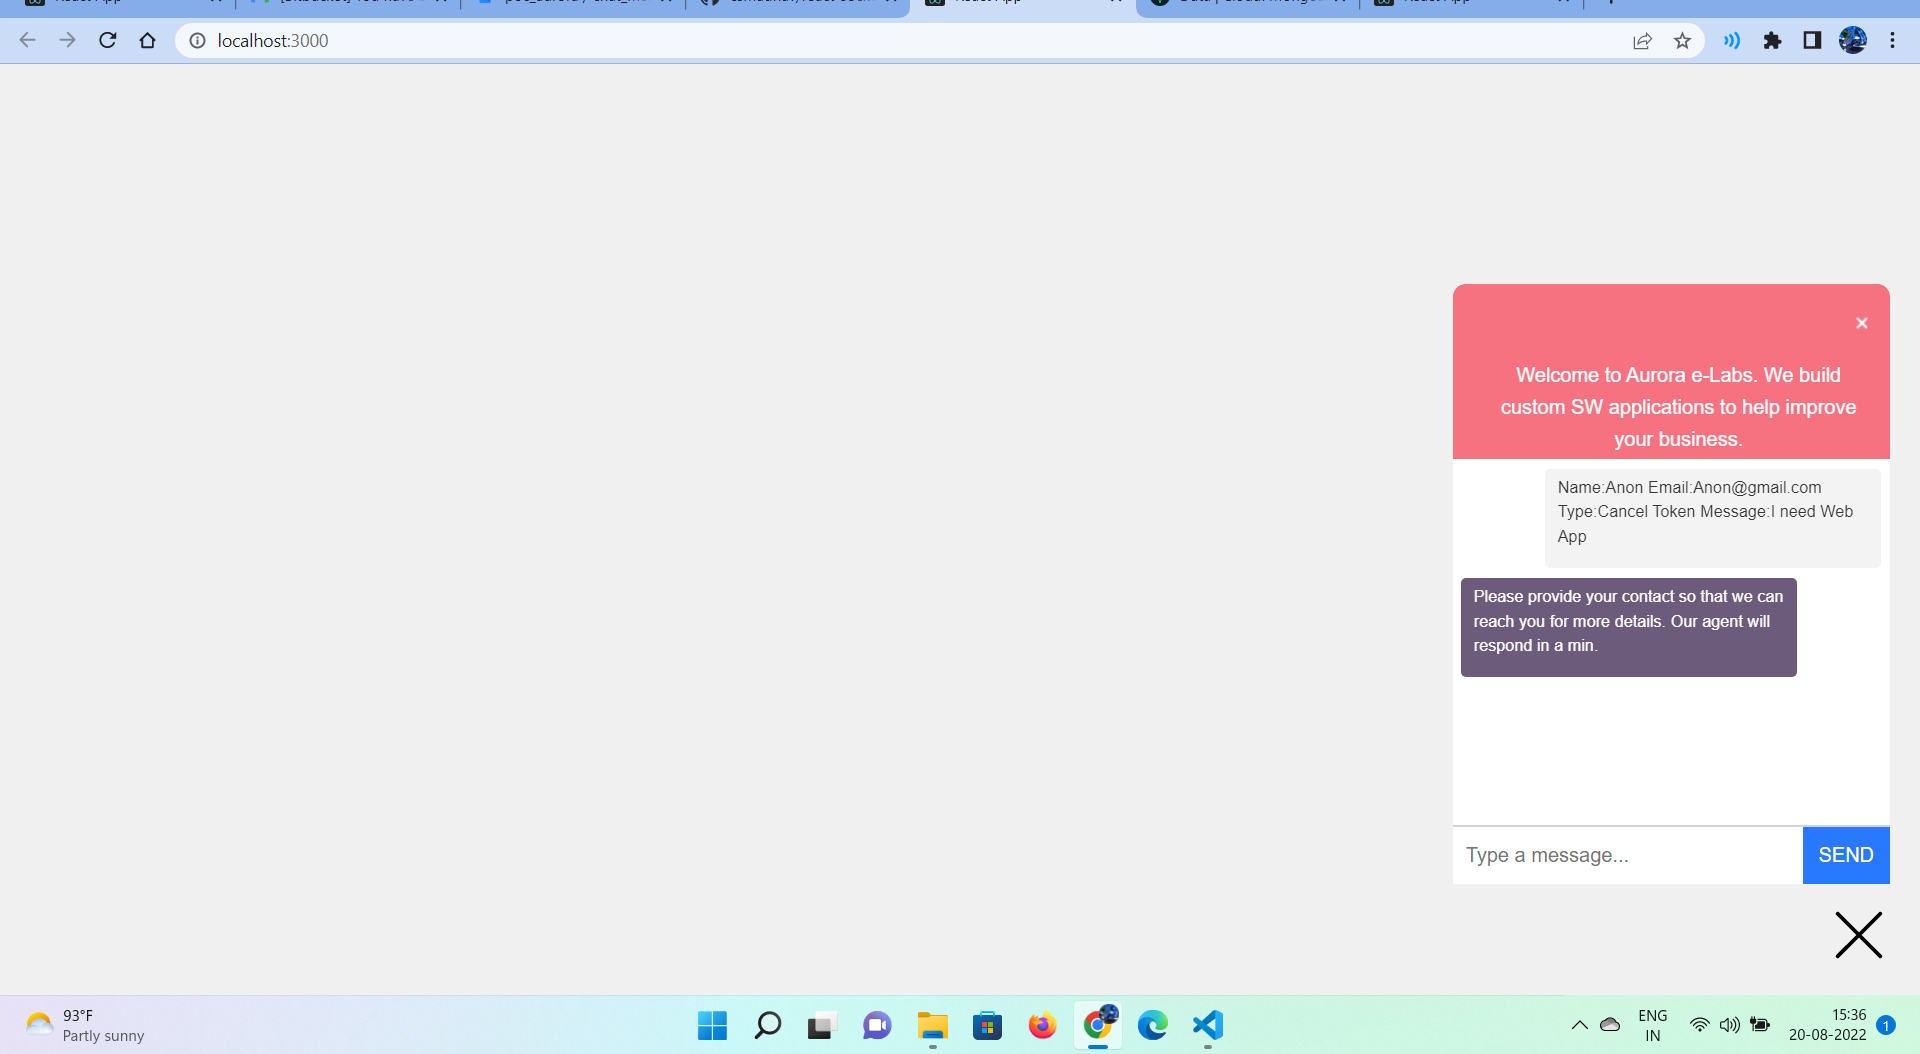 localhost:3000
×
Welcome to Aurora e-Labs. We build
custom SW applications to help improve
your business.
Name:Anon Email:Anon@gmail.com
Type:Cancel Token Message:I need Web
App
Please provide your contact so that we can
reach you for more details. Our agent will
respond in a min.
Type a message...
SEND
93°F
Partly sunny
ENG
IN
15:36
20-08-2022
1